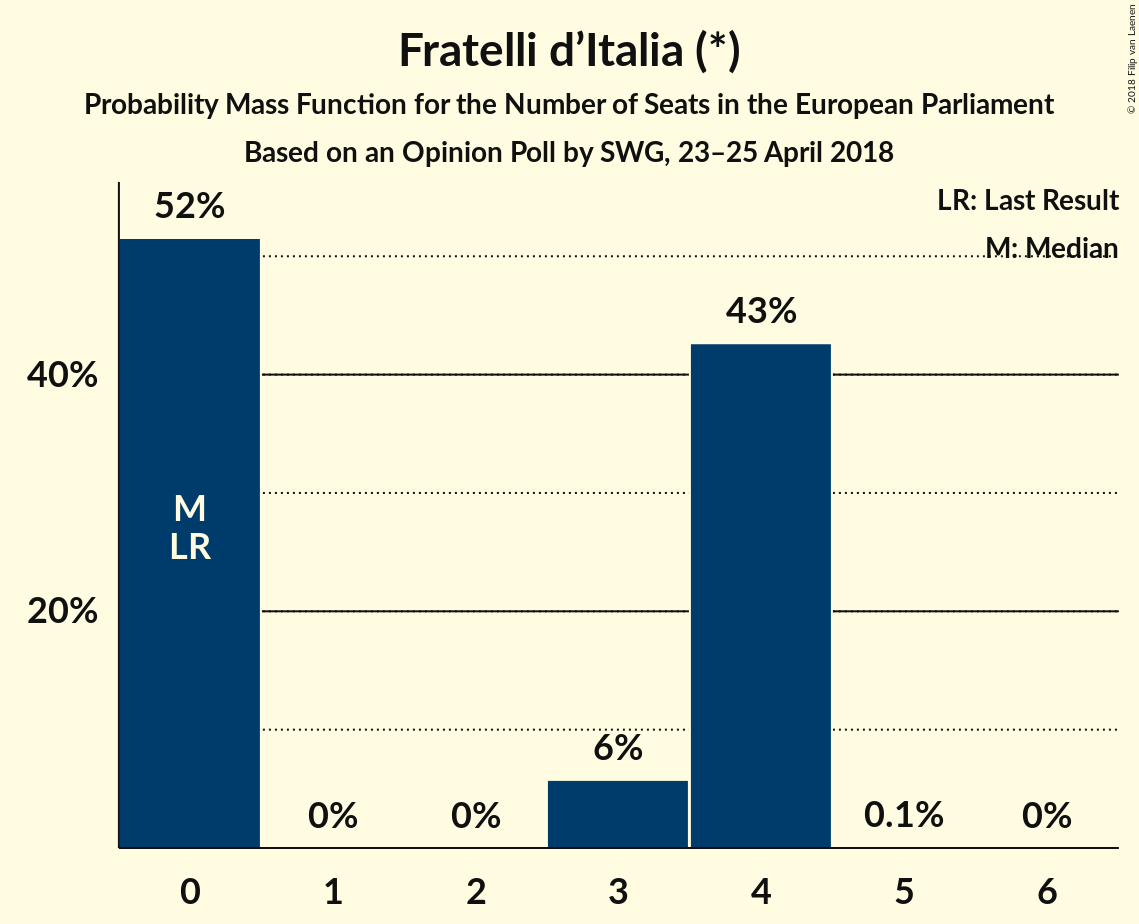 Fratelli d’Italia (*)
Probability Mass Function for the Number of Seats in the European Parliament
Based on an Opinion Poll by SWG, 23–25 April 2018
© 2018 Filip van Laenen
LR: Last Result
M: Median
52%
43%
40%
M
LR
20%
6%
0%
0%
0.1%
0%
0
1
2
3
4
5
6